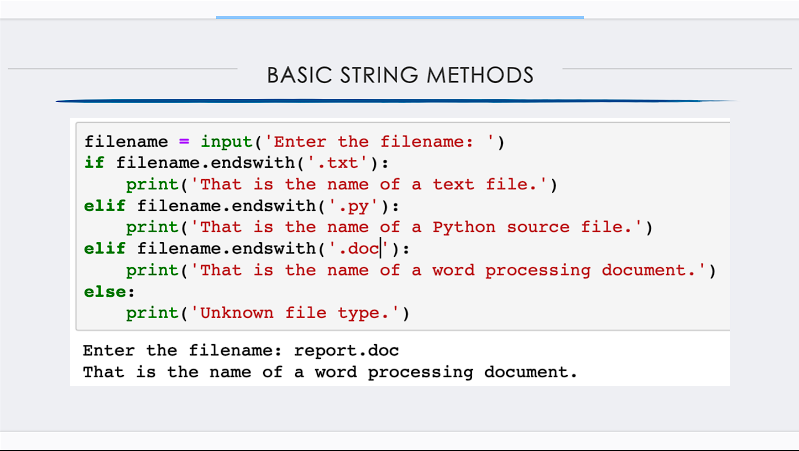 BASIC STRING METHODS
filename = input('Enter the filename: ')
if filename.endswith('.txt'):
    print('That is the name of a text file.')
elif filename.endswith('.py'):
    print('That is the name of a Python source file.')
elif filename.endswith('.doc'):
    print('That is the name of a word processing document.')
else:
    print('Unknown file type.')
Enter the filename: report.doc
That is the name of a word processing document.